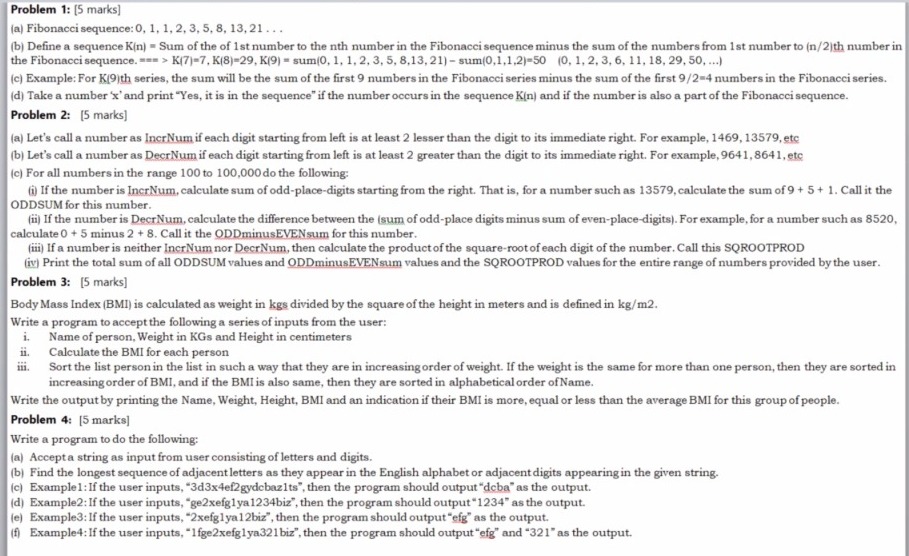 Problem 1: [5 marks]
(a) Fibonacci sequence: 0, 1, 1, 2, 3, 5, 8, 13, 21 . . .
(b) Define a sequence K(n) = Sum of the of 1st number to the nth number in the Fibonacci sequence minus the sum of the numbers from 1st number to (n/2)th number in
the Fibonacci sequence. === > K(7)=7, K(8)=29, K(9) = sum(0, 1, 1, 2, 3, 5, 8,13, 21) – sum(0,1,1,2)=50 (0, 1, 2, 3, 6, 11, 18, 29, 50, ...)
(c) Example: For K(9)th series, the sum will be the sum of the first 9 numbers in the Fibonacci series minus the sum of the first 9/2=4 numbers in the Fibonacci series.
(d) Take a number ‘x’ and print “Yes, it is in the sequence” if the number occurs in the sequence K(n) and if the number is also a part of the Fibonacci sequence.
Problem 2: [5 marks]
(a) Let’s call a number as IncrNum if each digit starting from left is at least 2 lesser than the digit to its immediate right. For example, 1469, 13579, etc
(b) Let’s call a number as DecrNum if each digit starting from left is at least 2 greater than the digit to its immediate right. For example, 9641, 8641, etc
(c) For all numbers in the range 100 to 100,000 do the following:
(i) If the number is IncrNum, calculate sum of odd-place-digits starting from the right. That is, for a number such as 13579, calculate the sum of 9 + 5 + 1. Call it the
ODDSUM for this number.
(ii) If the number is DecrNum, calculate the difference between the (sum of odd-place digits minus sum of even-place-digits). For example, for a number such as 8520,
calculate 0 + 5 minus 2 + 8. Call it the ODDminusEVENsum for this number.
(iii) If a number is neither IncrNum nor DecrNum, then calculate the product of the square-root of each digit of the number. Call this SQROOTPROD
(iv) Print the total sum of all ODDSUM values and ODDminusEVENsum values and the SQROOTPROD values for the entire range of numbers provided by the user.
Problem 3: [5 marks]
Body Mass Index (BMI) is calculated as weight in kgs divided by the square of the height in meters and is defined in kg/m2.
Write a program to accept the following a series of inputs from the user:
i. Name of person, Weight in KGs and Height in centimeters
ii. Calculate the BMI for each person
iii. Sort the list person in the list in such a way that they are in increasing order of weight. If the weight is the same for more than one person, then they are sorted in
increasing order of BMI, and if the BMI is also same, then they are sorted in alphabetical order of Name.
Write the output by printing the Name, Weight, Height, BMI and an indication if their BMI is more, equal or less than the average BMI for this group of people.
Problem 4: [5 marks]
Write a program to do the following:
(a) Accept a string as input from user consisting of letters and digits.
(b) Find the longest sequence of adjacent letters as they appear in the English alphabet or adjacent digits appearing in the given string.
(c) Example1: If the user inputs, “3d3x4ef2gydcbaz1ts”, then the program should output “dcba” as the output.
(d) Example2: If the user inputs, “ge2xefg1ya1234biz”, then the program should output “1234” as the output.
(e) Example3: If the user inputs, “2xefg1ya12biz”, then the program should output “efg” as the output.
(f) Example4: If the user inputs, “1fge2xefg1ya321biz”, then the program should output “efg” and “321” as the output.